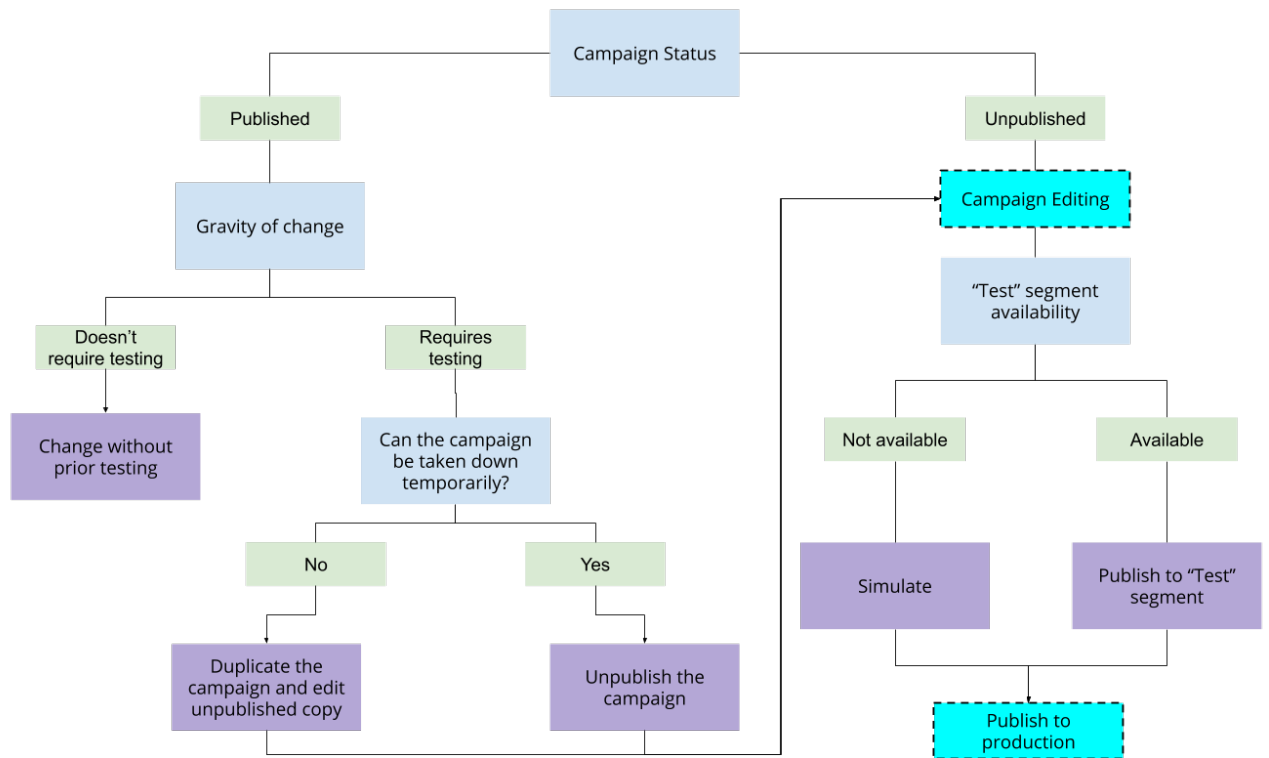 Campaign Status
Published
Unpublished
Gravity of change
Campaign Editing
“Test” segment
availability
Doesn’t
require testing
Requires
testing
Change without
prior testing
Can the campaign
be taken down
temporarily?
Not available
Available
No
Yes
Simulate
Publish to “Test”
segment
Duplicate the
campaign and edit
unpublished copy
Unpublish the
campaign
Publish to
production